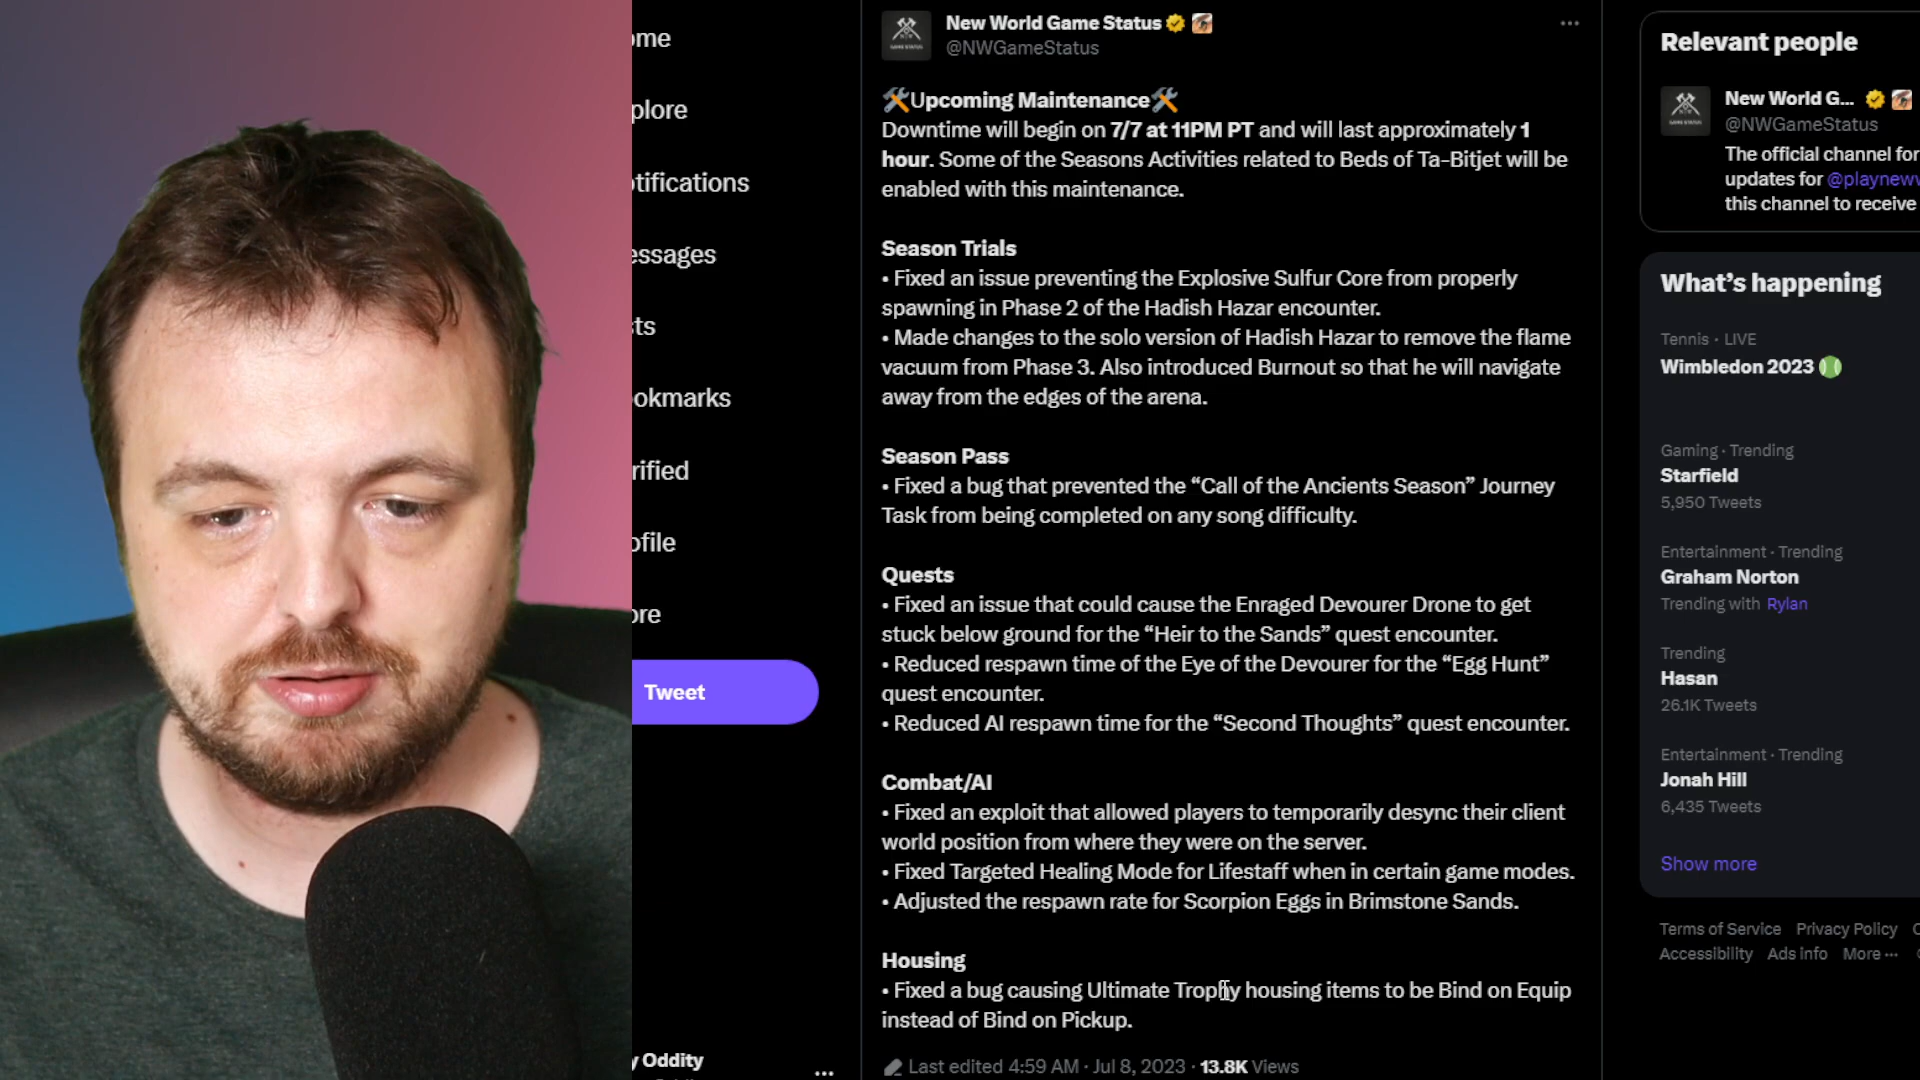 ome
plore
otifications
essages
sts
ookmarks
rified
ofile
ore
Tweet
y Oddity
New World Game Status
@NWGameStatus
🛠Upcoming Maintenance🛠
Downtime will begin on 7/7 at 11PM PT and will last approximately 1
hour. Some of the Seasons Activities related to Beds of Ta-Bitjet will be
enabled with this maintenance.
Season Trials
• Fixed an issue preventing the Explosive Sulfur Core from properly
spawning in Phase 2 of the Hadish Hazar encounter.
• Made changes to the solo version of Hadish Hazar to remove the flame
vacuum from Phase 3. Also introduced Burnout so that he will navigate
away from the edges of the arena.
Season Pass
• Fixed a bug that prevented the “Call of the Ancients Season” Journey
Task from being completed on any song difficulty.
Quests
• Fixed an issue that could cause the Enraged Devourer Drone to get
stuck below ground for the “Heir to the Sands” quest encounter.
• Reduced respawn time of the Eye of the Devourer for the “Egg Hunt”
quest encounter.
• Reduced AI respawn time for the “Second Thoughts” quest encounter.
Combat/AI
• Fixed an exploit that allowed players to temporarily desync their client
world position from where they were on the server.
• Fixed Targeted Healing Mode for Lifestaff when in certain game modes.
• Adjusted the respawn rate for Scorpion Eggs in Brimstone Sands.
Housing
• Fixed a bug causing Ultimate Trophy housing items to be Bind on Equip
instead of Bind on Pickup.
Last edited 4:59 AM · Jul 8, 2023 · 13.8K Views
Relevant people
New World G...
@NWGameStatus
The official channel for
updates for @playnew
this channel to receive
What’s happening
Tennis · LIVE
Wimbledon 2023
Gaming · Trending
Starfield
5,950 Tweets
Entertainment · Trending
Graham Norton
Trending with Rylan
Trending
Hasan
26.1K Tweets
Entertainment · Trending
Jonah Hill
6,435 Tweets
Show more
Terms of Service Privacy Policy
Accessibility Ads info More ···